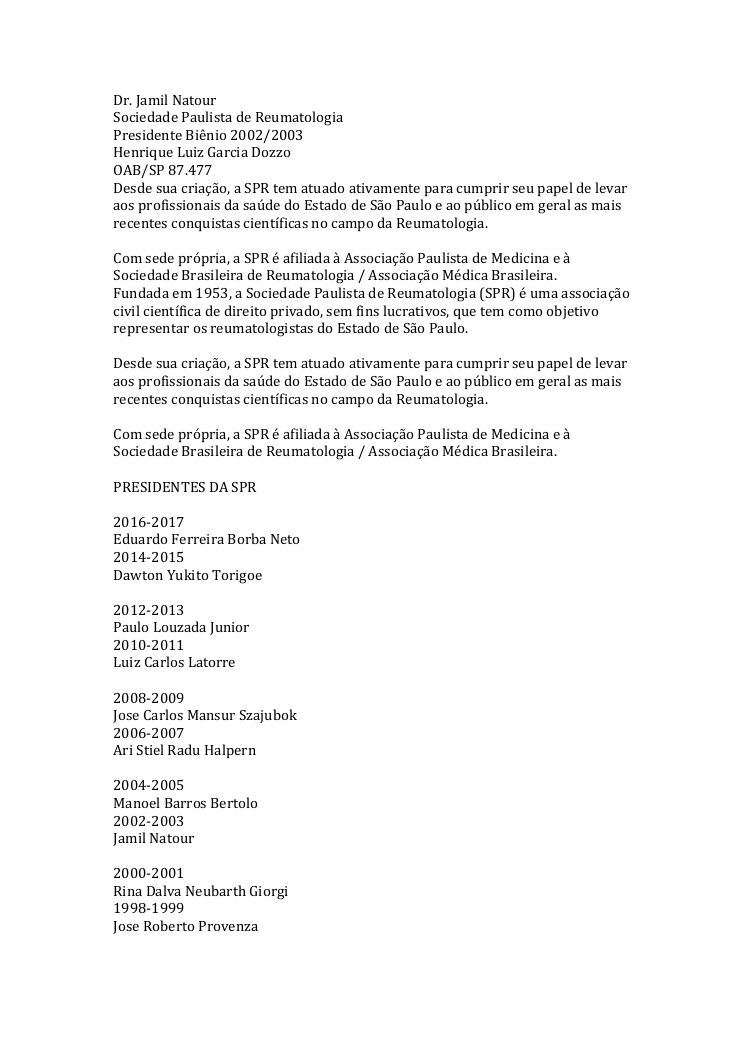 Dr. Jamil Natour
Sociedade Paulista de Reumatologia
Presidente Biênio 2002/2003
Henrique Luiz Garcia Dozzo
OAB/SP 87.477
Desde sua criação, a SPR tem atuado ativamente para cumprir seu papel de levar
aos profissionais da saúde do Estado de São Paulo e ao público em geral as mais
recentes conquistas científicas no campo da Reumatologia.
Com sede própria, a SPR é afiliada à Associação Paulista de Medicina e à
Sociedade Brasileira de Reumatologia / Associação Médica Brasileira.
Fundada em 1953, a Sociedade Paulista de Reumatologia (SPR) é uma associação
civil científica de direito privado, sem fins lucrativos, que tem como objetivo
representar os reumatologistas do Estado de São Paulo.
Desde sua criação, a SPR tem atuado ativamente para cumprir seu papel de levar
aos profissionais da saúde do Estado de São Paulo e ao público em geral as mais
recentes conquistas científicas no campo da Reumatologia.
Com sede própria, a SPR é afiliada à Associação Paulista de Medicina e à
Sociedade Brasileira de Reumatologia / Associação Médica Brasileira.
PRESIDENTES DA SPR
2016-2017
Eduardo Ferreira Borba Neto
2014-2015
Dawton Yukito Torigoe
2012-2013
Paulo Louzada Junior
2010-2011
Luiz Carlos Latorre
2008-2009
Jose Carlos Mansur Szajubok
2006-2007
Ari Stiel Radu Halpern
2004-2005
Manoel Barros Bertolo
2002-2003
Jamil Natour
2000-2001
Rina Dalva Neubarth Giorgi
1998-1999
Jose Roberto Provenza